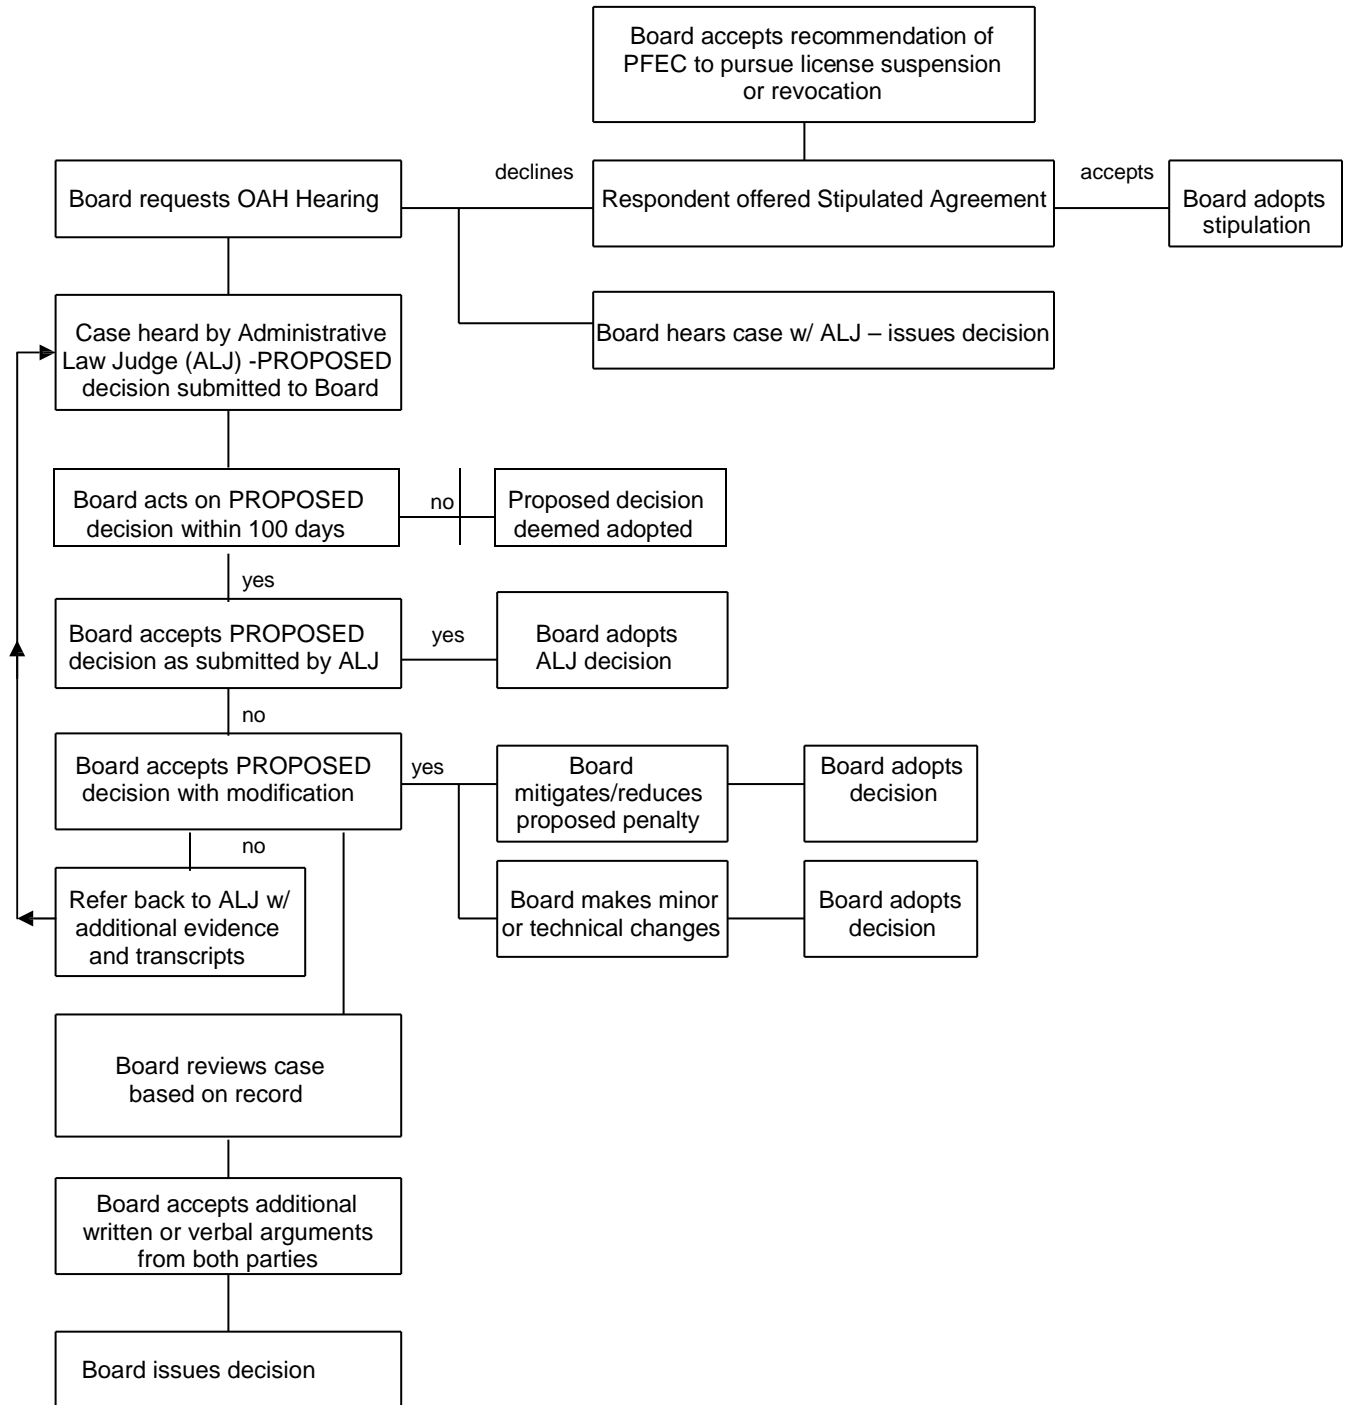 Board accepts recommendation of
PFEC to pursue license suspension
or revocation
Board requests OAH Hearing
declines
Respondent offered Stipulated Agreement
accepts
Board adopts
stipulation
Case heard by Administrative
Law Judge (ALJ) -PROPOSED
decision submitted to Board
Board hears case w/ ALJ – issues decision
Board acts on PROPOSED
decision within 100 days
no
Proposed decision
deemed adopted
yes
Board accepts PROPOSED
decision as submitted by ALJ
yes
Board adopts
ALJ decision
no
Board accepts PROPOSED
decision with modification
yes
Board
mitigates/reduces
proposed penalty
Board adopts
decision
no
Refer back to ALJ w/
additional evidence
and transcripts
Board makes minor
or technical changes
Board adopts
decision
Board reviews case
based on record
Board accepts additional
written or verbal arguments
from both parties
Board issues decision